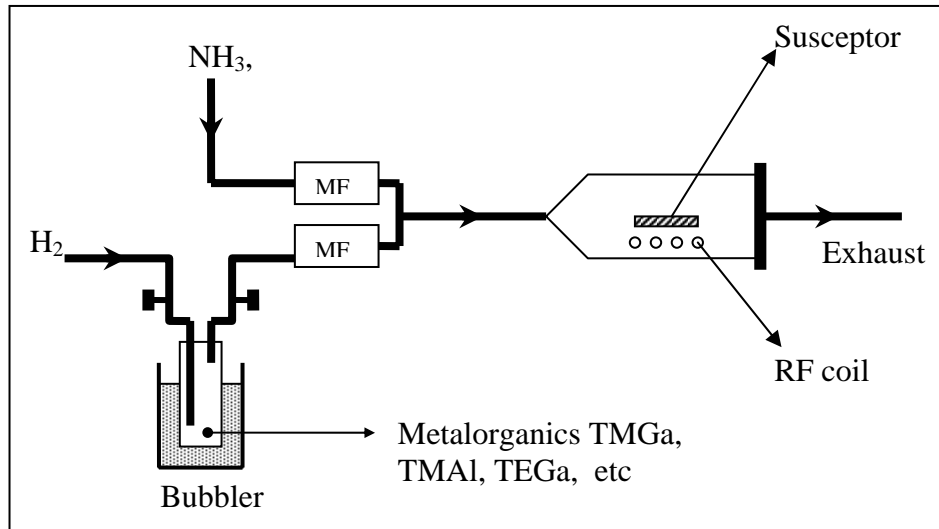 Susceptor
NH3,
MF
H2
MF
Exhaust
RF coil
Metalorganics TMGa,
TMAl, TEGa, etc
Bubbler